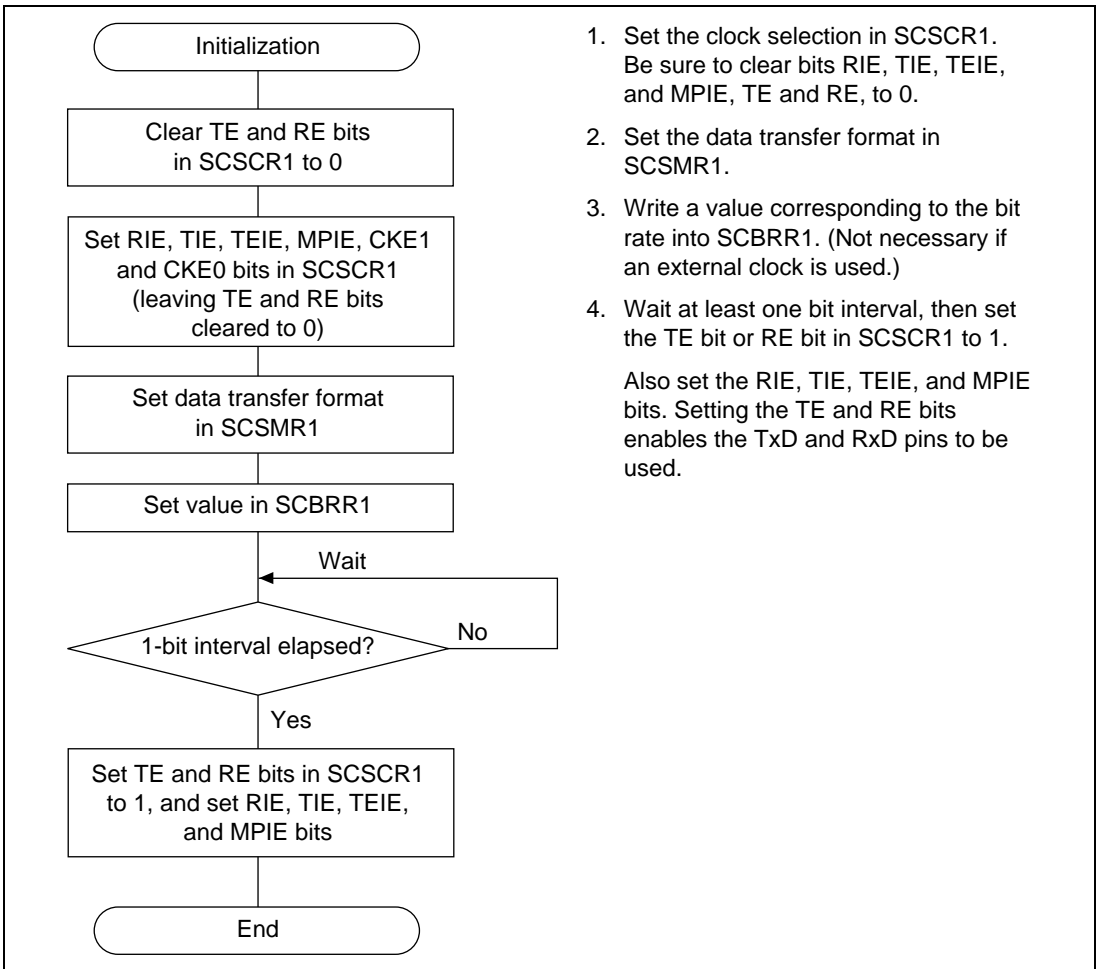 Initialization
Clear TE and RE bits
in SCSCR1 to 0
Set RIE, TIE, TEIE, MPIE, CKE1
and CKE0 bits in SCSCR1
(leaving TE and RE bits
cleared to 0)
Set data transfer format
in SCSMR1
Set value in SCBRR1
Wait
1-bit interval elapsed?
No
Yes
Set TE and RE bits in SCSCR1
to 1, and set RIE, TIE, TEIE,
and MPIE bits
End
1. Set the clock selection in SCSCR1.
Be sure to clear bits RIE, TIE, TEIE,
and MPIE, TE and RE, to 0.
2. Set the data transfer format in
SCSMR1.
3. Write a value corresponding to the bit
rate into SCBRR1. (Not necessary if
an external clock is used.)
4. Wait at least one bit interval, then set
the TE bit or RE bit in SCSCR1 to 1.
Also set the RIE, TIE, TEIE, and MPIE
bits. Setting the TE and RE bits
enables the TxD and RxD pins to be
used.